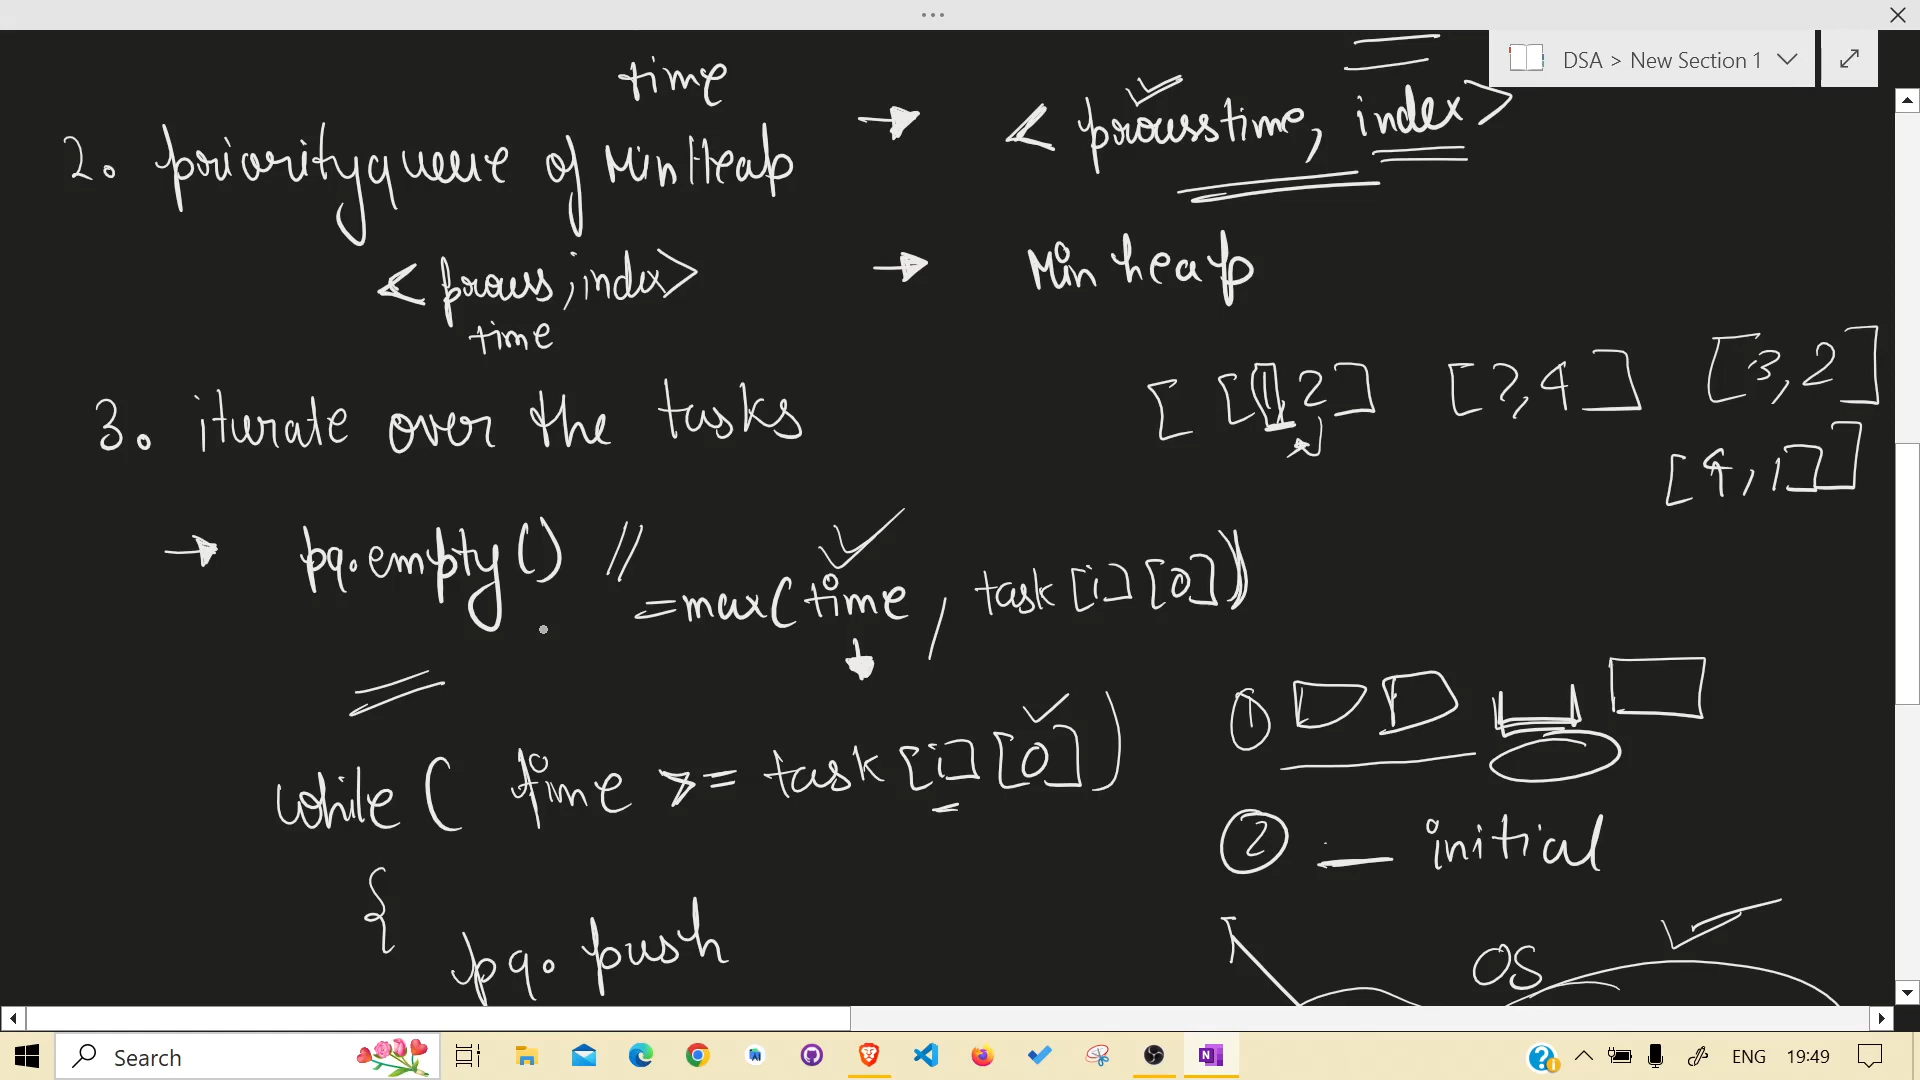 DSA > New Section 1
time
2. priorityqueue of MinHeap → < processtime, index>
<process ; index> → Min heap
time
[ [1, 2] [2,4] [3,2]
3. iterate over the tasks
[4,1]]
→ pq.empty() //
=max(time, task[i][0])
①
while ( time >= task[i][0])
② — initial
{
pq. push
OS
Search
ENG 19:49